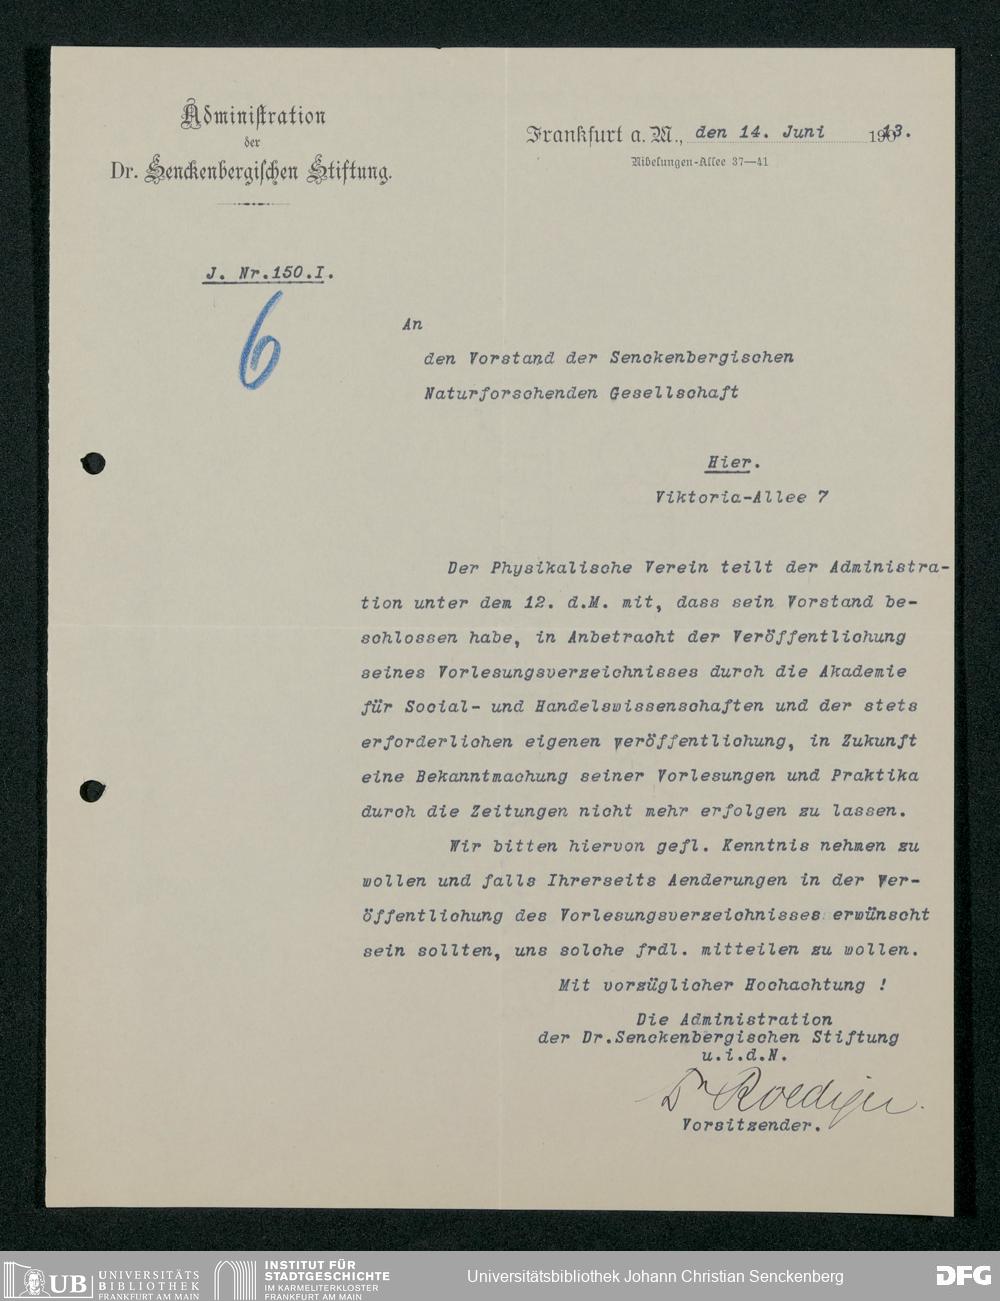 Administration
der
Dr. Senckenbergischen Stiftung.
Frankfurt a. M., den 14. Juni 1913.
Nibelungen-Allee 37—41
J. Nr.150.I.
6
An
den Vorstand der Senckenbergischen
Naturforschenden Gesellschaft
Hier.
Viktoria-Allee 7
Der Physikalische Verein teilt der Administra-
tion unter dem 12. d.M. mit, dass sein Vorstand be-
schlossen habe, in Anbetracht der Veröffentlichung
seines Vorlesungsverzeichnisses durch die Akademie
für Social- und Handelswissenschaften und der stets
erforderlichen eigenen Veröffentlichung, in Zukunft
eine Bekanntmachung seiner Vorlesungen und Praktika
durch die Zeitungen nicht mehr erfolgen zu lassen.
Wir bitten hiervon gefl. Kenntnis nehmen zu
wollen und falls Ihrerseits Aenderungen in der Ver-
öffentlichung des Vorlesungsverzeichnisses erwünscht
sein sollten, uns solche frdl. mitteilen zu wollen.
Mit vorzüglicher Hochachtung !
Die Administration
der Dr.Senckenbergischen Stiftung
u.i.d.N.
Dr Roediger.
Vorsitzender.
UB UNIVERSITÄTS
BIBLIOTHEK
FRANKFURT AM MAIN
INSTITUT FÜR
STADTGESCHICHTE
IM KARMELITERKLOSTER
FRANKFURT AM MAIN
Universitätsbibliothek Johann Christian Senckenberg
DFG